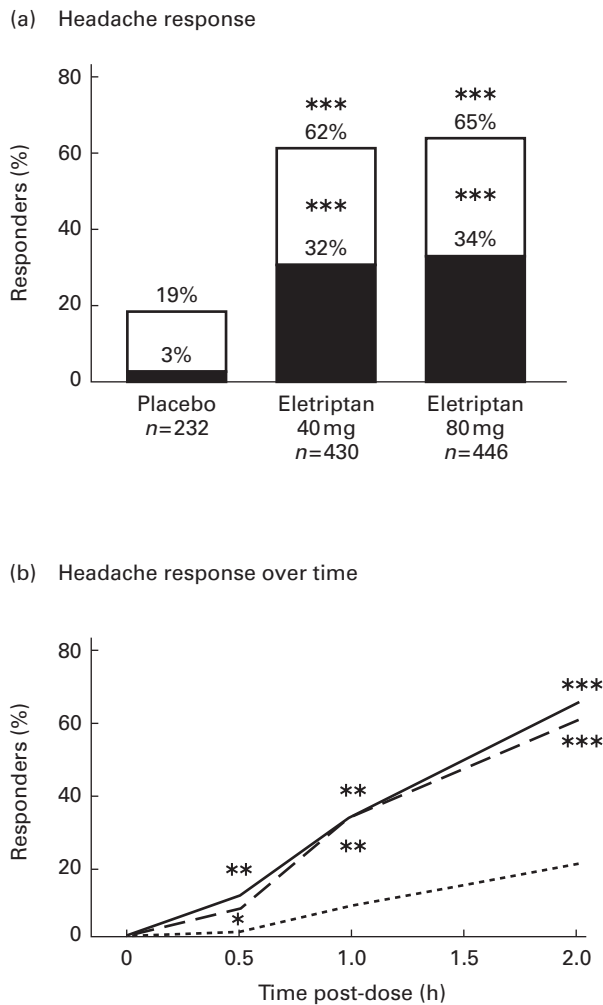 (a) Headache response
80
60
40
20
0
Responders (%)
***
62%
***
32%
***
65%
***
34%
19%
3%
Placebo
n=232
Eletriptan
40 mg
n=430
Eletriptan
80 mg
n=446
(b) Headache response over time
80
60
40
20
0
Responders (%)
***
***
**
**
**
*
0
0.5
1.0
1.5
2.0
Time post-dose (h)